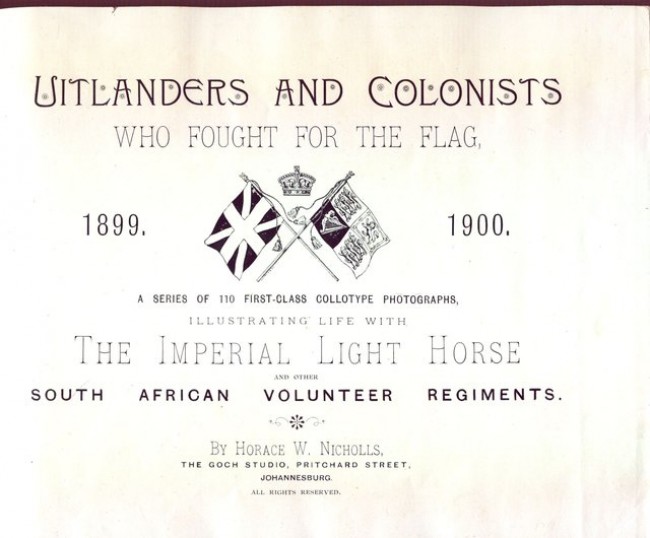 UITLANDERS AND COLONISTS
WHO FOUGHT FOR THE FLAG,
1899. 1900.
A SERIES OF 110 FIRST-CLASS COLLOTYPE PHOTOGRAPHS,
ILLUSTRATING LIFE WITH
THE IMPERIAL LIGHT HORSE
AND OTHER
SOUTH AFRICAN VOLUNTEER REGIMENTS.
BY HORACE W. NICHOLLS,
THE GOCH STUDIO, PRITCHARD STREET,
JOHANNESBURG.
ALL RIGHTS RESERVED.